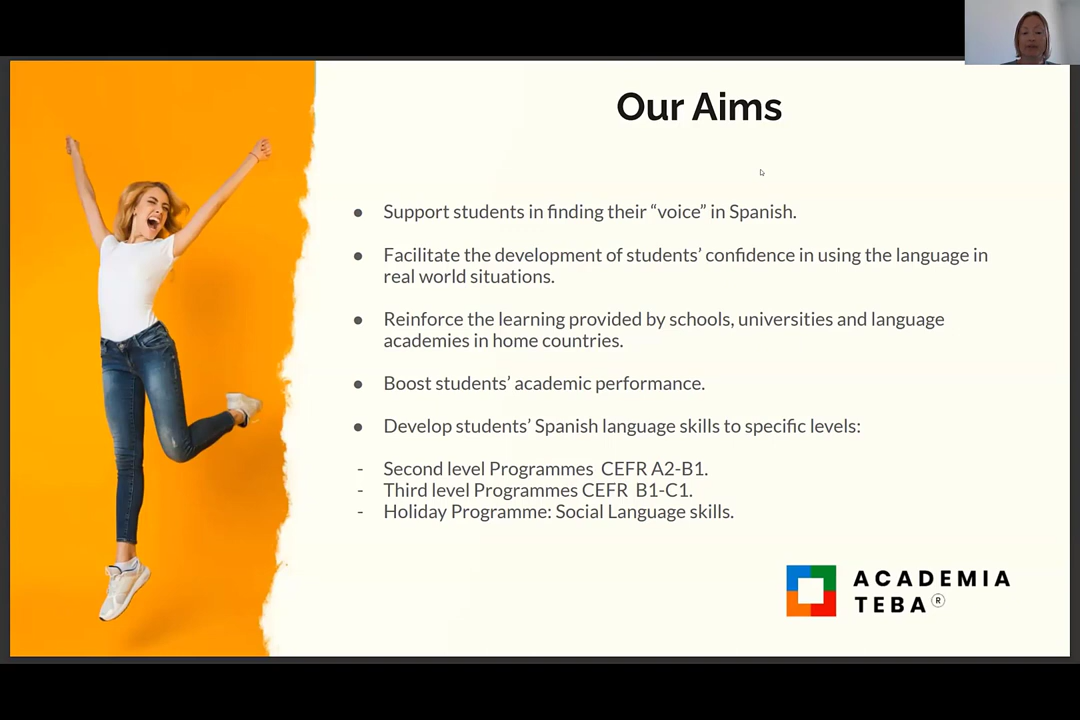 Our Aims
● Support students in finding their “voice” in Spanish.
● Facilitate the development of students’ confidence in using the language in
real world situations.
● Reinforce the learning provided by schools, universities and language
academies in home countries.
● Boost students’ academic performance.
● Develop students’ Spanish language skills to specific levels:
- Second level Programmes CEFR A2-B1.
- Third level Programmes CEFR B1-C1.
- Holiday Programme: Social Language skills.
ACADEMIA
TEBA®